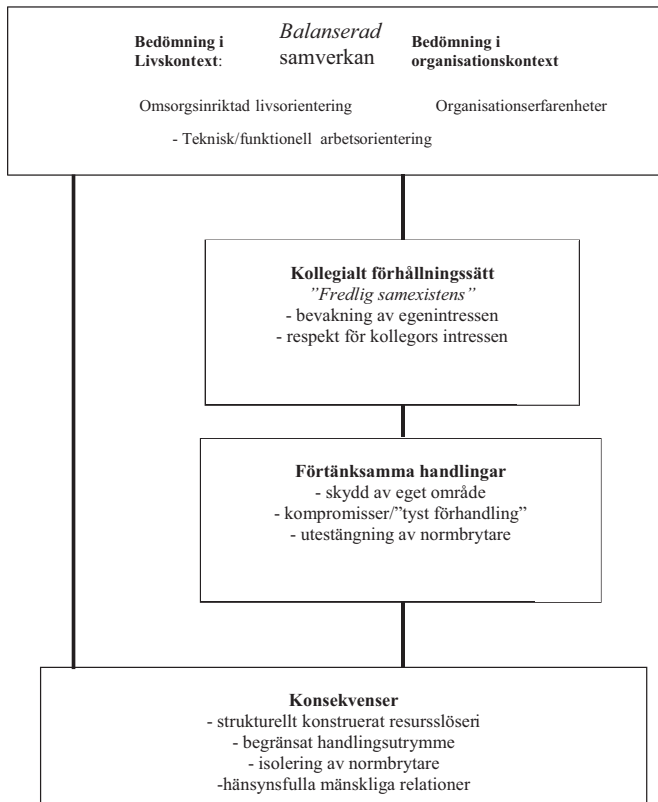 Balanserad
samverkan
Bedömning i
Livskontext:
Bedömning i
organisationskontext
Omsorgsinriktad livsorientering
Organisationserfarenheter
- Teknisk/funktionell arbetsorientering
Kollegialt förhållningssätt
”Fredlig samexistens”
- bevakning av egenintressen
- respekt för kollegors intressen
Förtänksamma handlingar
- skydd av eget område
- kompromisser/”tyst förhandling”
- utestängning av normbrytare
Konsekvenser
- strukturellt konstruerat resursslöseri
- begränsat handlingsutrymme
- isolering av normbrytare
-hänsynsfulla mänskliga relationer